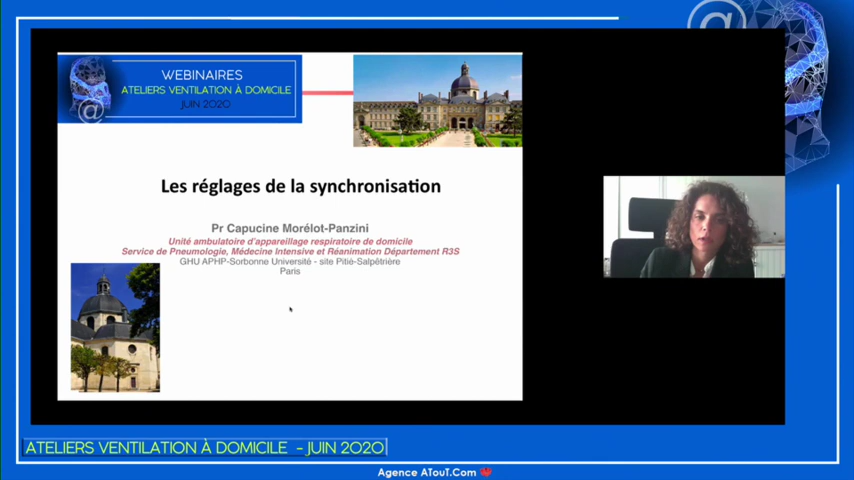 WEBINAIRES
ATELIERS VENTILATION À DOMICILE
JUIN 2020
Les réglages de la synchronisation
Pr Capucine Morélot-Panzini
Unité ambulatoire d'appareillage respiratoire de domicile
Service de Pneumologie, Médecine Intensive et Réanimation Département R3S
GHU APHP-Sorbonne Université - site Pitié-Salpêtrière
Paris
ATELIERS VENTILATION À DOMICILE - JUIN 2020
Agence ATout.Com